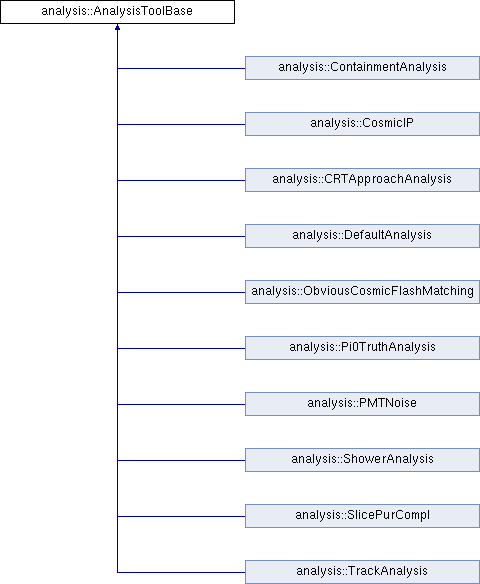 analysis::AnalysisToolBase
analysis::ContainmentAnalysis
analysis::CosmicIP
analysis::CRTApproachAnalysis
analysis::DefaultAnalysis
analysis::ObviousCosmicFlashMatching
analysis::Pi0TruthAnalysis
analysis::PMTNoise
analysis::ShowerAnalysis
analysis::SlicePurCompl
analysis::TrackAnalysis